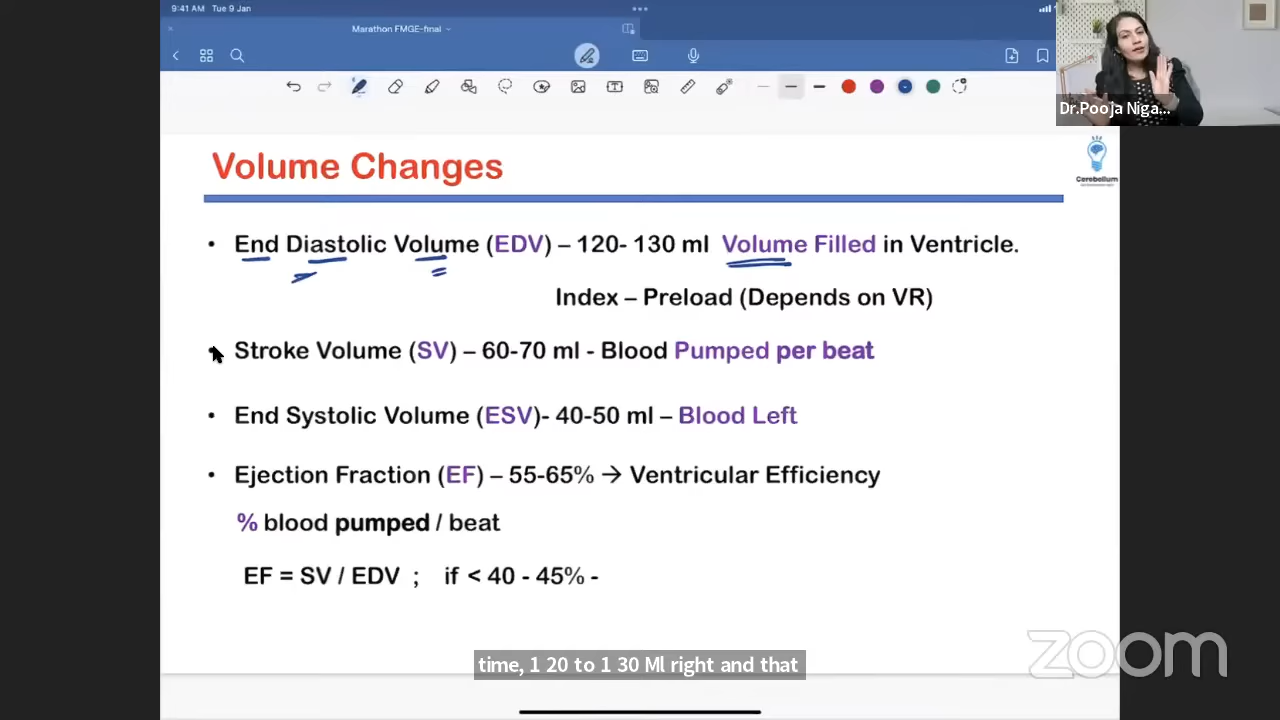 9:41 AM Tue 9 Jan
Marathon FMGE-final
Dr.Pooja Niga...
Volume Changes
Cerebellum
• End Diastolic Volume (EDV) – 120- 130 ml Volume Filled in Ventricle.
Index – Preload (Depends on VR)
• Stroke Volume (SV) – 60-70 ml - Blood Pumped per beat
• End Systolic Volume (ESV)- 40-50 ml – Blood Left
• Ejection Fraction (EF) – 55-65% → Ventricular Efficiency
% blood pumped / beat
EF = SV / EDV ; if < 40 - 45% -
time, 1 20 to 1 30 Ml right and that
zoom